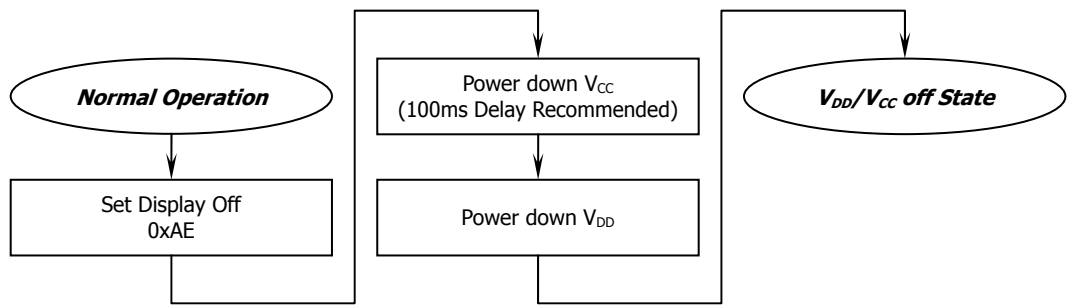 Normal Operation
Set Display Off
0xAE
Power down VCC
(100ms Delay Recommended)
Power down VDD
VDD/VCC off State